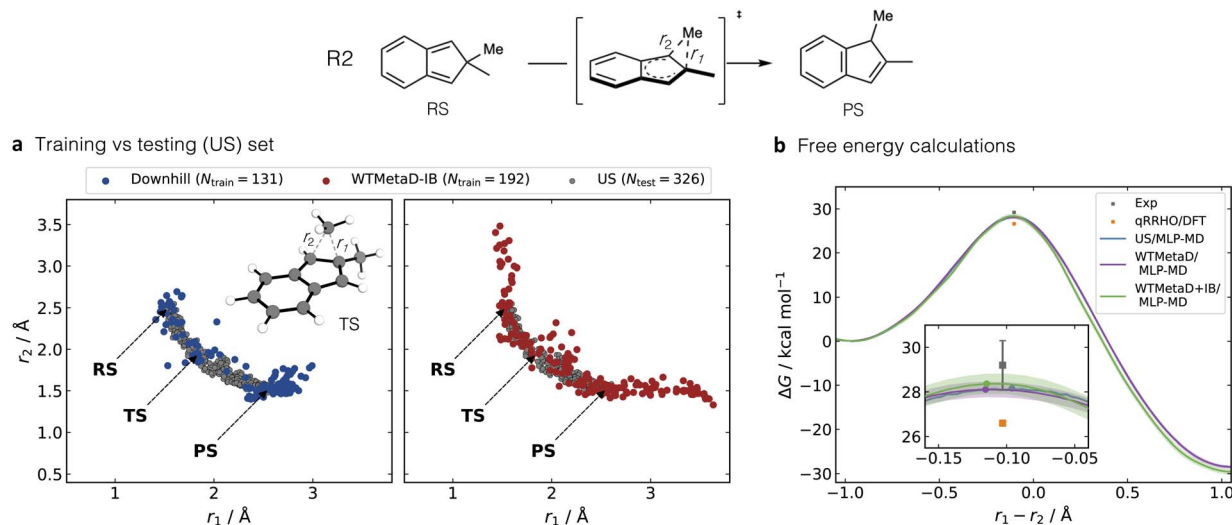 R2
Me
RS
r2
Me
r1
‡
Me
PS
a Training vs testing (US) set
Downhill (Ntrain = 131)
WTMetaD-IB (Ntrain = 192)
US (Ntest = 326)
r2 / Å
3.5
3.0
2.5
2.0
1.5
1.0
0.5
r2
r1
TS
RS
TS
PS
1
2
3
r1 / Å
RS
TS
PS
1
2
3
r1 / Å
b Free energy calculations
ΔG / kcal mol−1
30
20
10
0
−10
−20
−30
Exp
qRRHO/DFT
US/MLP-MD
WTMetaD/
MLP-MD
WTMetaD+IB/
MLP-MD
30
28
26
−0.15
−0.10
−0.05
−1.0
−0.5
0.0
0.5
1.0
r1 − r2 / Å